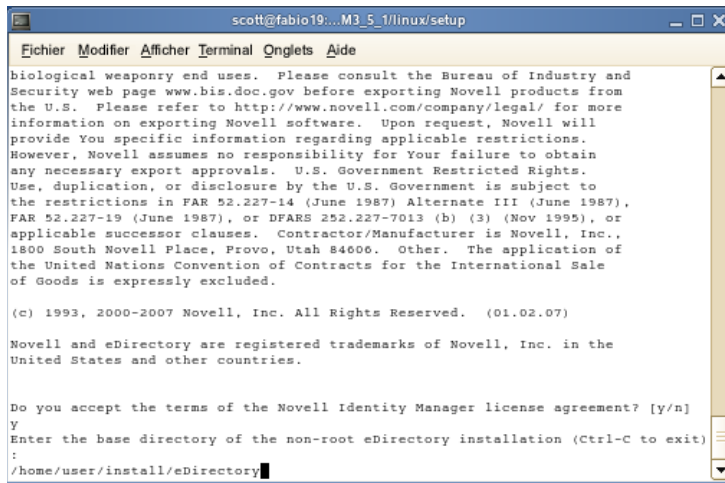 scott@fabio19:...M3_5_1/linux/setup
Fichier Modifier Afficher Terminal Onglets Aide
biological weaponry end uses.  Please consult the Bureau of Industry and
Security web page www.bis.doc.gov before exporting Novell products from
the U.S.  Please refer to http://www.novell.com/company/legal/ for more
information on exporting Novell software.  Upon request, Novell will
provide You specific information regarding applicable restrictions.
However, Novell assumes no responsibility for Your failure to obtain
any necessary export approvals.  U.S. Government Restricted Rights.
Use, duplication, or disclosure by the U.S. Government is subject to
the restrictions in FAR 52.227-14 (June 1987) Alternate III (June 1987),
FAR 52.227-19 (June 1987), or DFARS 252.227-7013 (b) (3) (Nov 1995), or
applicable successor clauses.  Contractor/Manufacturer is Novell, Inc.,
1800 South Novell Place, Provo, Utah 84606.  Other.  The application of
the United Nations Convention of Contracts for the International Sale
of Goods is expressly excluded.
(c) 1993, 2000-2007 Novell, Inc. All Rights Reserved.  (01.02.07)
Novell and eDirectory are registered trademarks of Novell, Inc. in the
United States and other countries.
Do you accept the terms of the Novell Identity Manager license agreement? [y/n]
y
Enter the base directory of the non-root eDirectory installation (Ctrl-C to exit)
:
/home/user/install/eDirectory